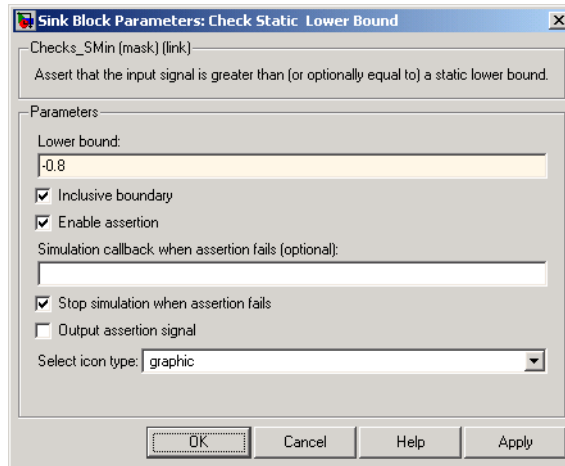 Sink Block Parameters: Check Static Lower Bound
Checks_SMin (mask) (link)
Assert that the input signal is greater than (or optionally equal to) a static lower bound.
Parameters
Lower bound:
-0.8
Inclusive boundary
Enable assertion
Simulation callback when assertion fails (optional):
Stop simulation when assertion fails
Output assertion signal
Select icon type: graphic
OK Cancel Help Apply